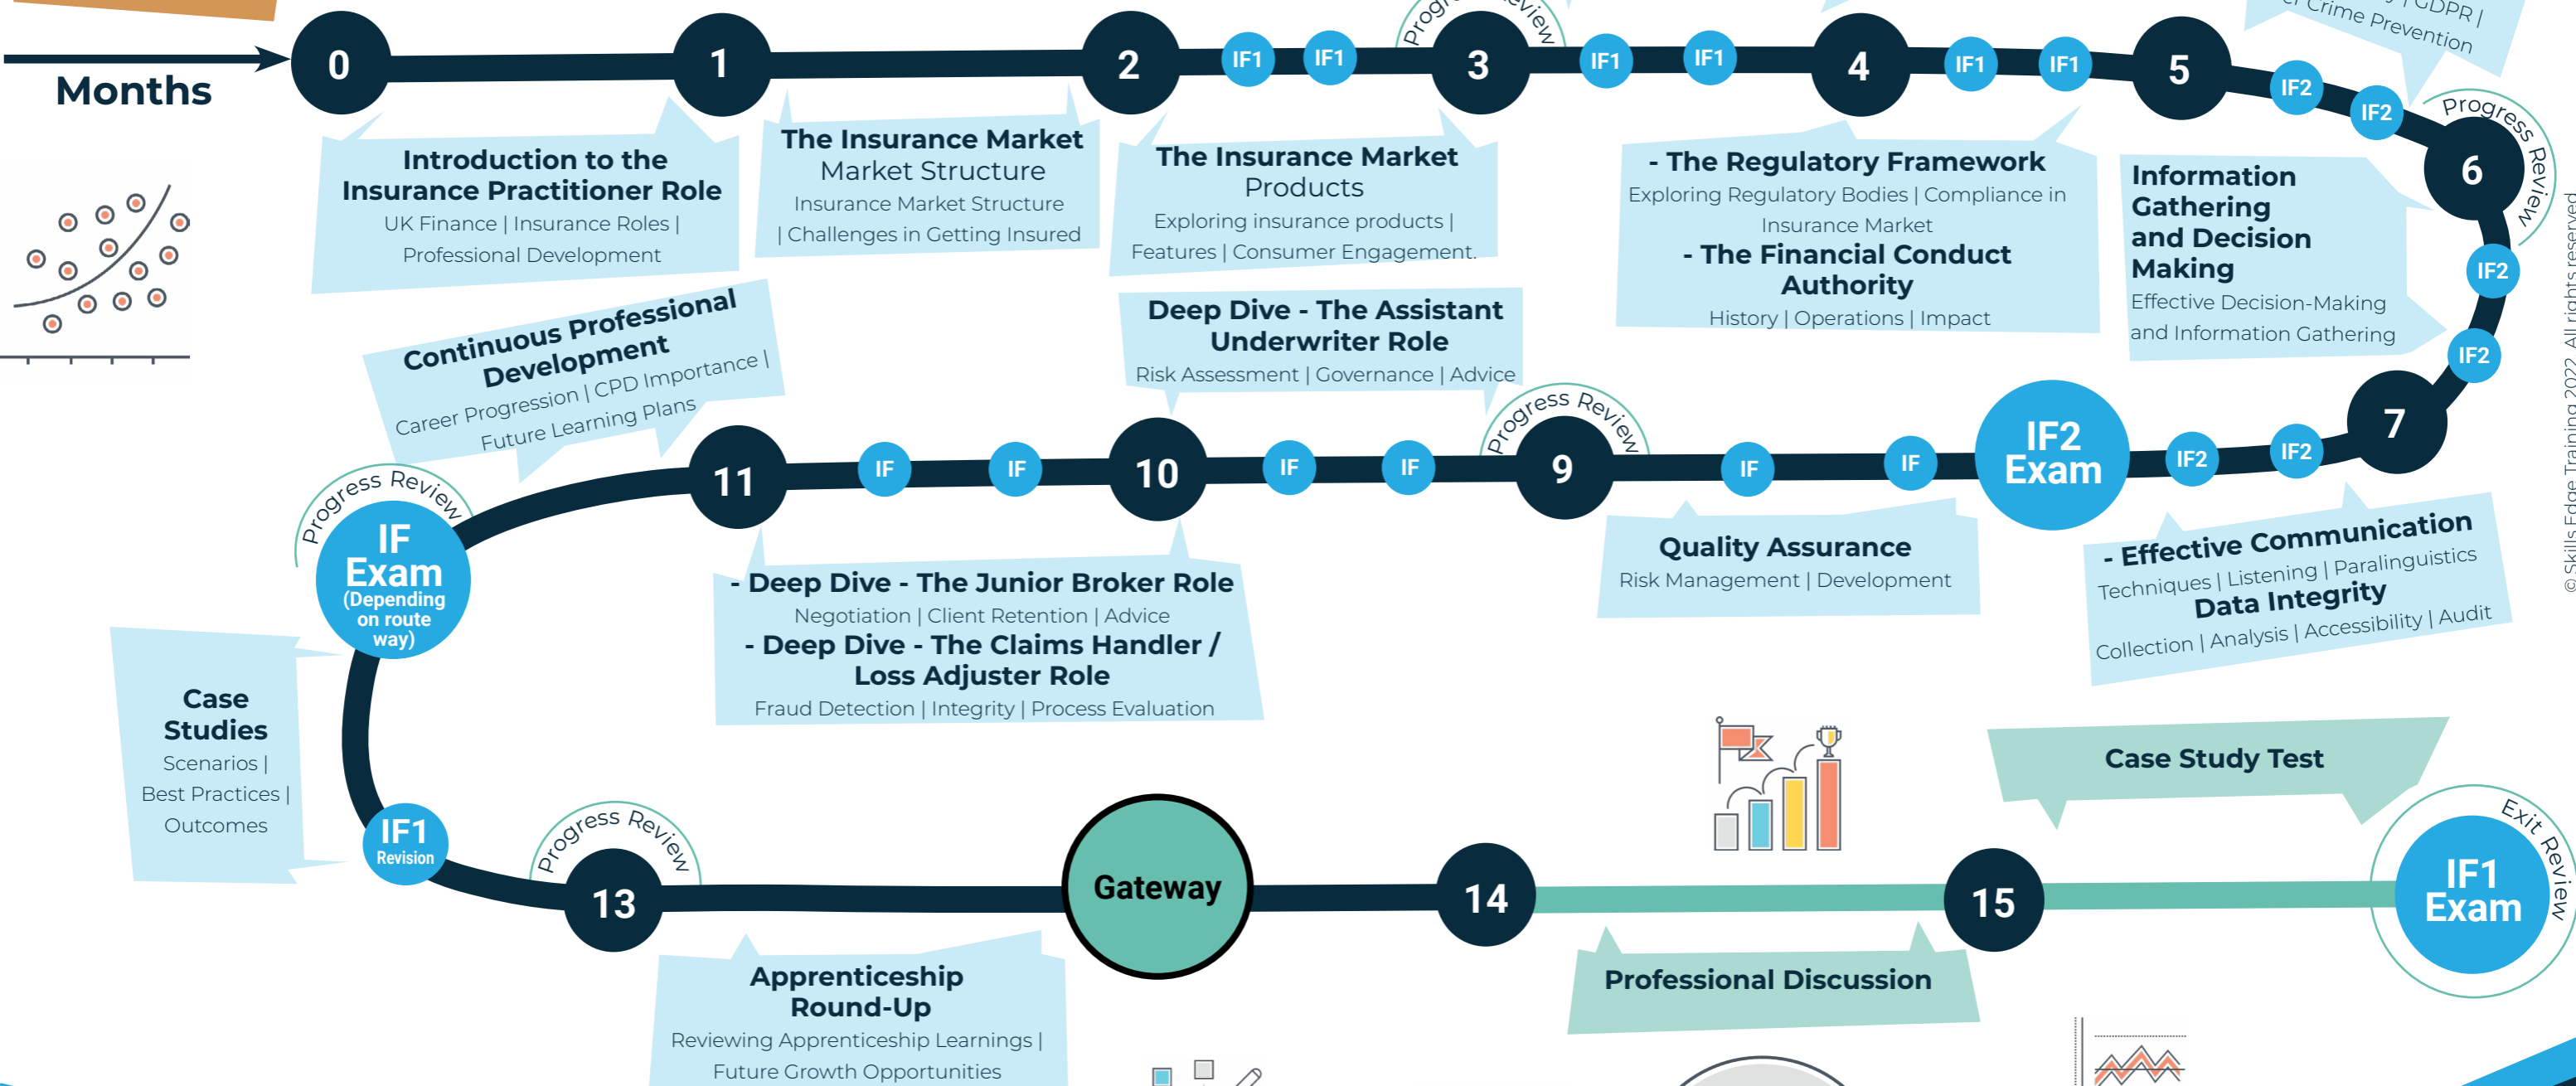 Months
0
1
2
IF1
IF1
Progress Review
3
IF1
IF1
4
IF1
IF1
5
IF2
IF2
GDPR |
Crime Prevention
Progress Review
6
Introduction to the
Insurance Practitioner Role
UK Finance | Insurance Roles |
Professional Development
The Insurance Market
Market Structure
Insurance Market Structure
| Challenges in Getting Insured
The Insurance Market
Products
Exploring insurance products |
Features | Consumer Engagement.
- The Regulatory Framework
Exploring Regulatory Bodies | Compliance in
Insurance Market
- The Financial Conduct
Authority
History | Operations | Impact
Information
Gathering
and Decision
Making
Effective Decision-Making
and Information Gathering
IF2
IF2
7
IF2
IF2
IF2
Exam
IF
IF
Progress Review
9
IF
IF
10
IF
IF
11
Deep Dive - The Assistant
Underwriter Role
Risk Assessment | Governance | Advice
Continuous Professional
Development
Career Progression | CPD Importance |
Future Learning Plans
- Effective Communication
Techniques | Listening | Paralinguistics
Data Integrity
Collection | Analysis | Accessibility | Audit
Quality Assurance
Risk Management | Development
- Deep Dive - The Junior Broker Role
Negotiation | Client Retention | Advice
- Deep Dive - The Claims Handler /
Loss Adjuster Role
Fraud Detection | Integrity | Process Evaluation
Progress Review
IF
Exam
(Depending
on route
way)
Case
Studies
Scenarios |
Best Practices |
Outcomes
IF1
Revision
Progress Review
13
Gateway
14
15
Case Study Test
Exit Review
IF1
Exam
Apprenticeship
Round-Up
Reviewing Apprenticeship Learnings |
Future Growth Opportunities
Professional Discussion
© Skills Edge Training 2022. All rights reserved